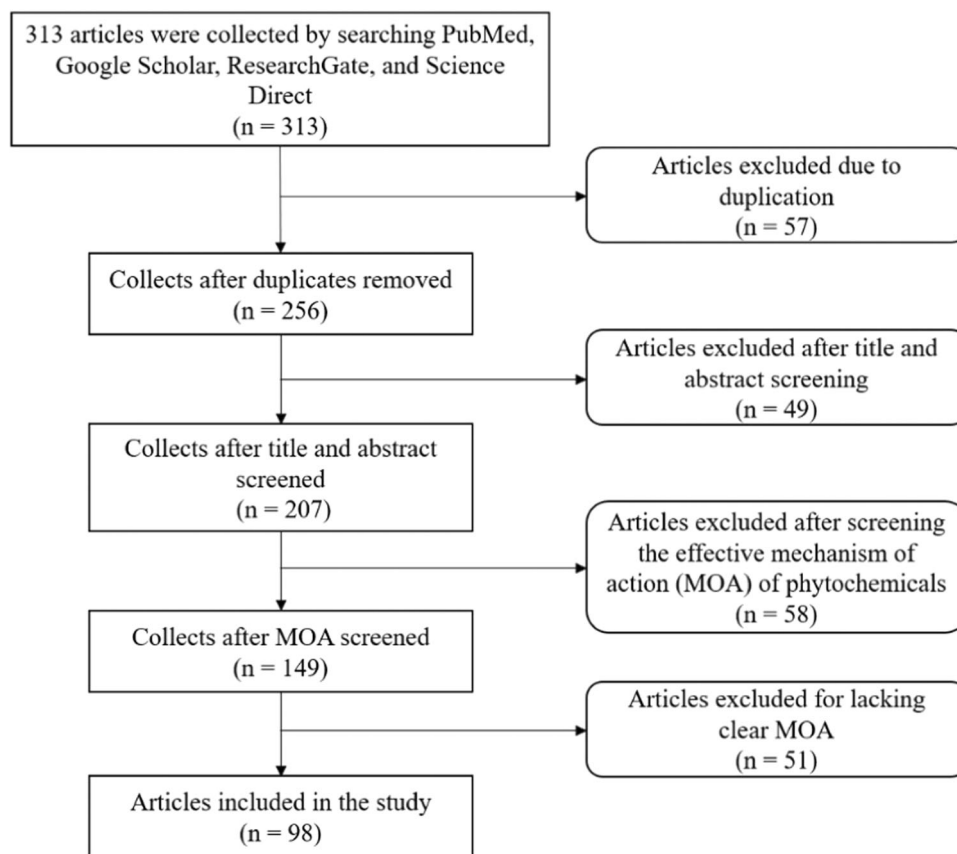 313 articles were collected by searching PubMed,
Google Scholar, ResearchGate, and Science
Direct
(n = 313)
Articles excluded due to
duplication
(n = 57)
Collects after duplicates removed
(n = 256)
Articles excluded after title and
abstract screening
(n = 49)
Collects after title and abstract
screened
(n = 207)
Articles excluded after screening
the effective mechanism of
action (MOA) of phytochemicals
(n = 58)
Collects after MOA screened
(n = 149)
Articles excluded for lacking
clear MOA
(n = 51)
Articles included in the study
(n = 98)